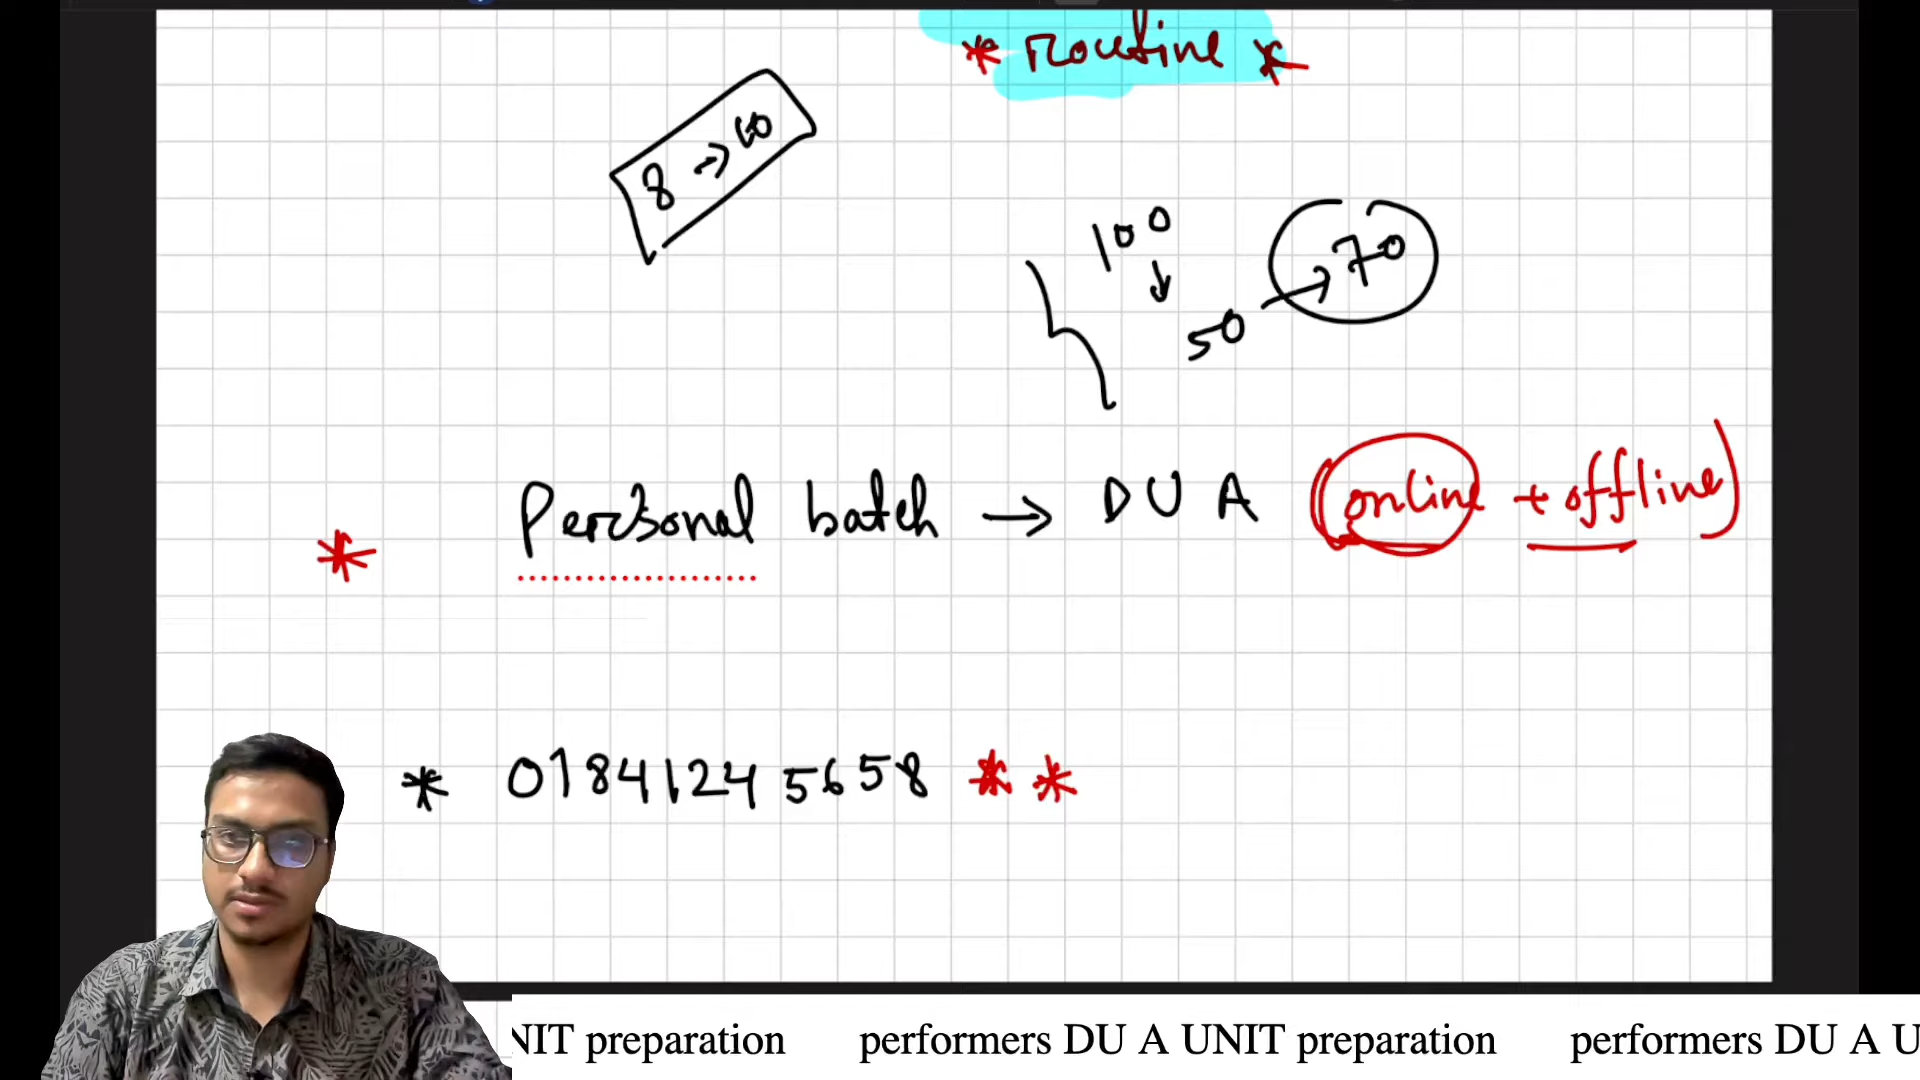 * Routine *
8 → 10
100
↓
50 → 70
* Personal batch → DU A (online + offline)
* 01841245658 **
NIT preparation performers DU A UNIT preparation performers DU A U